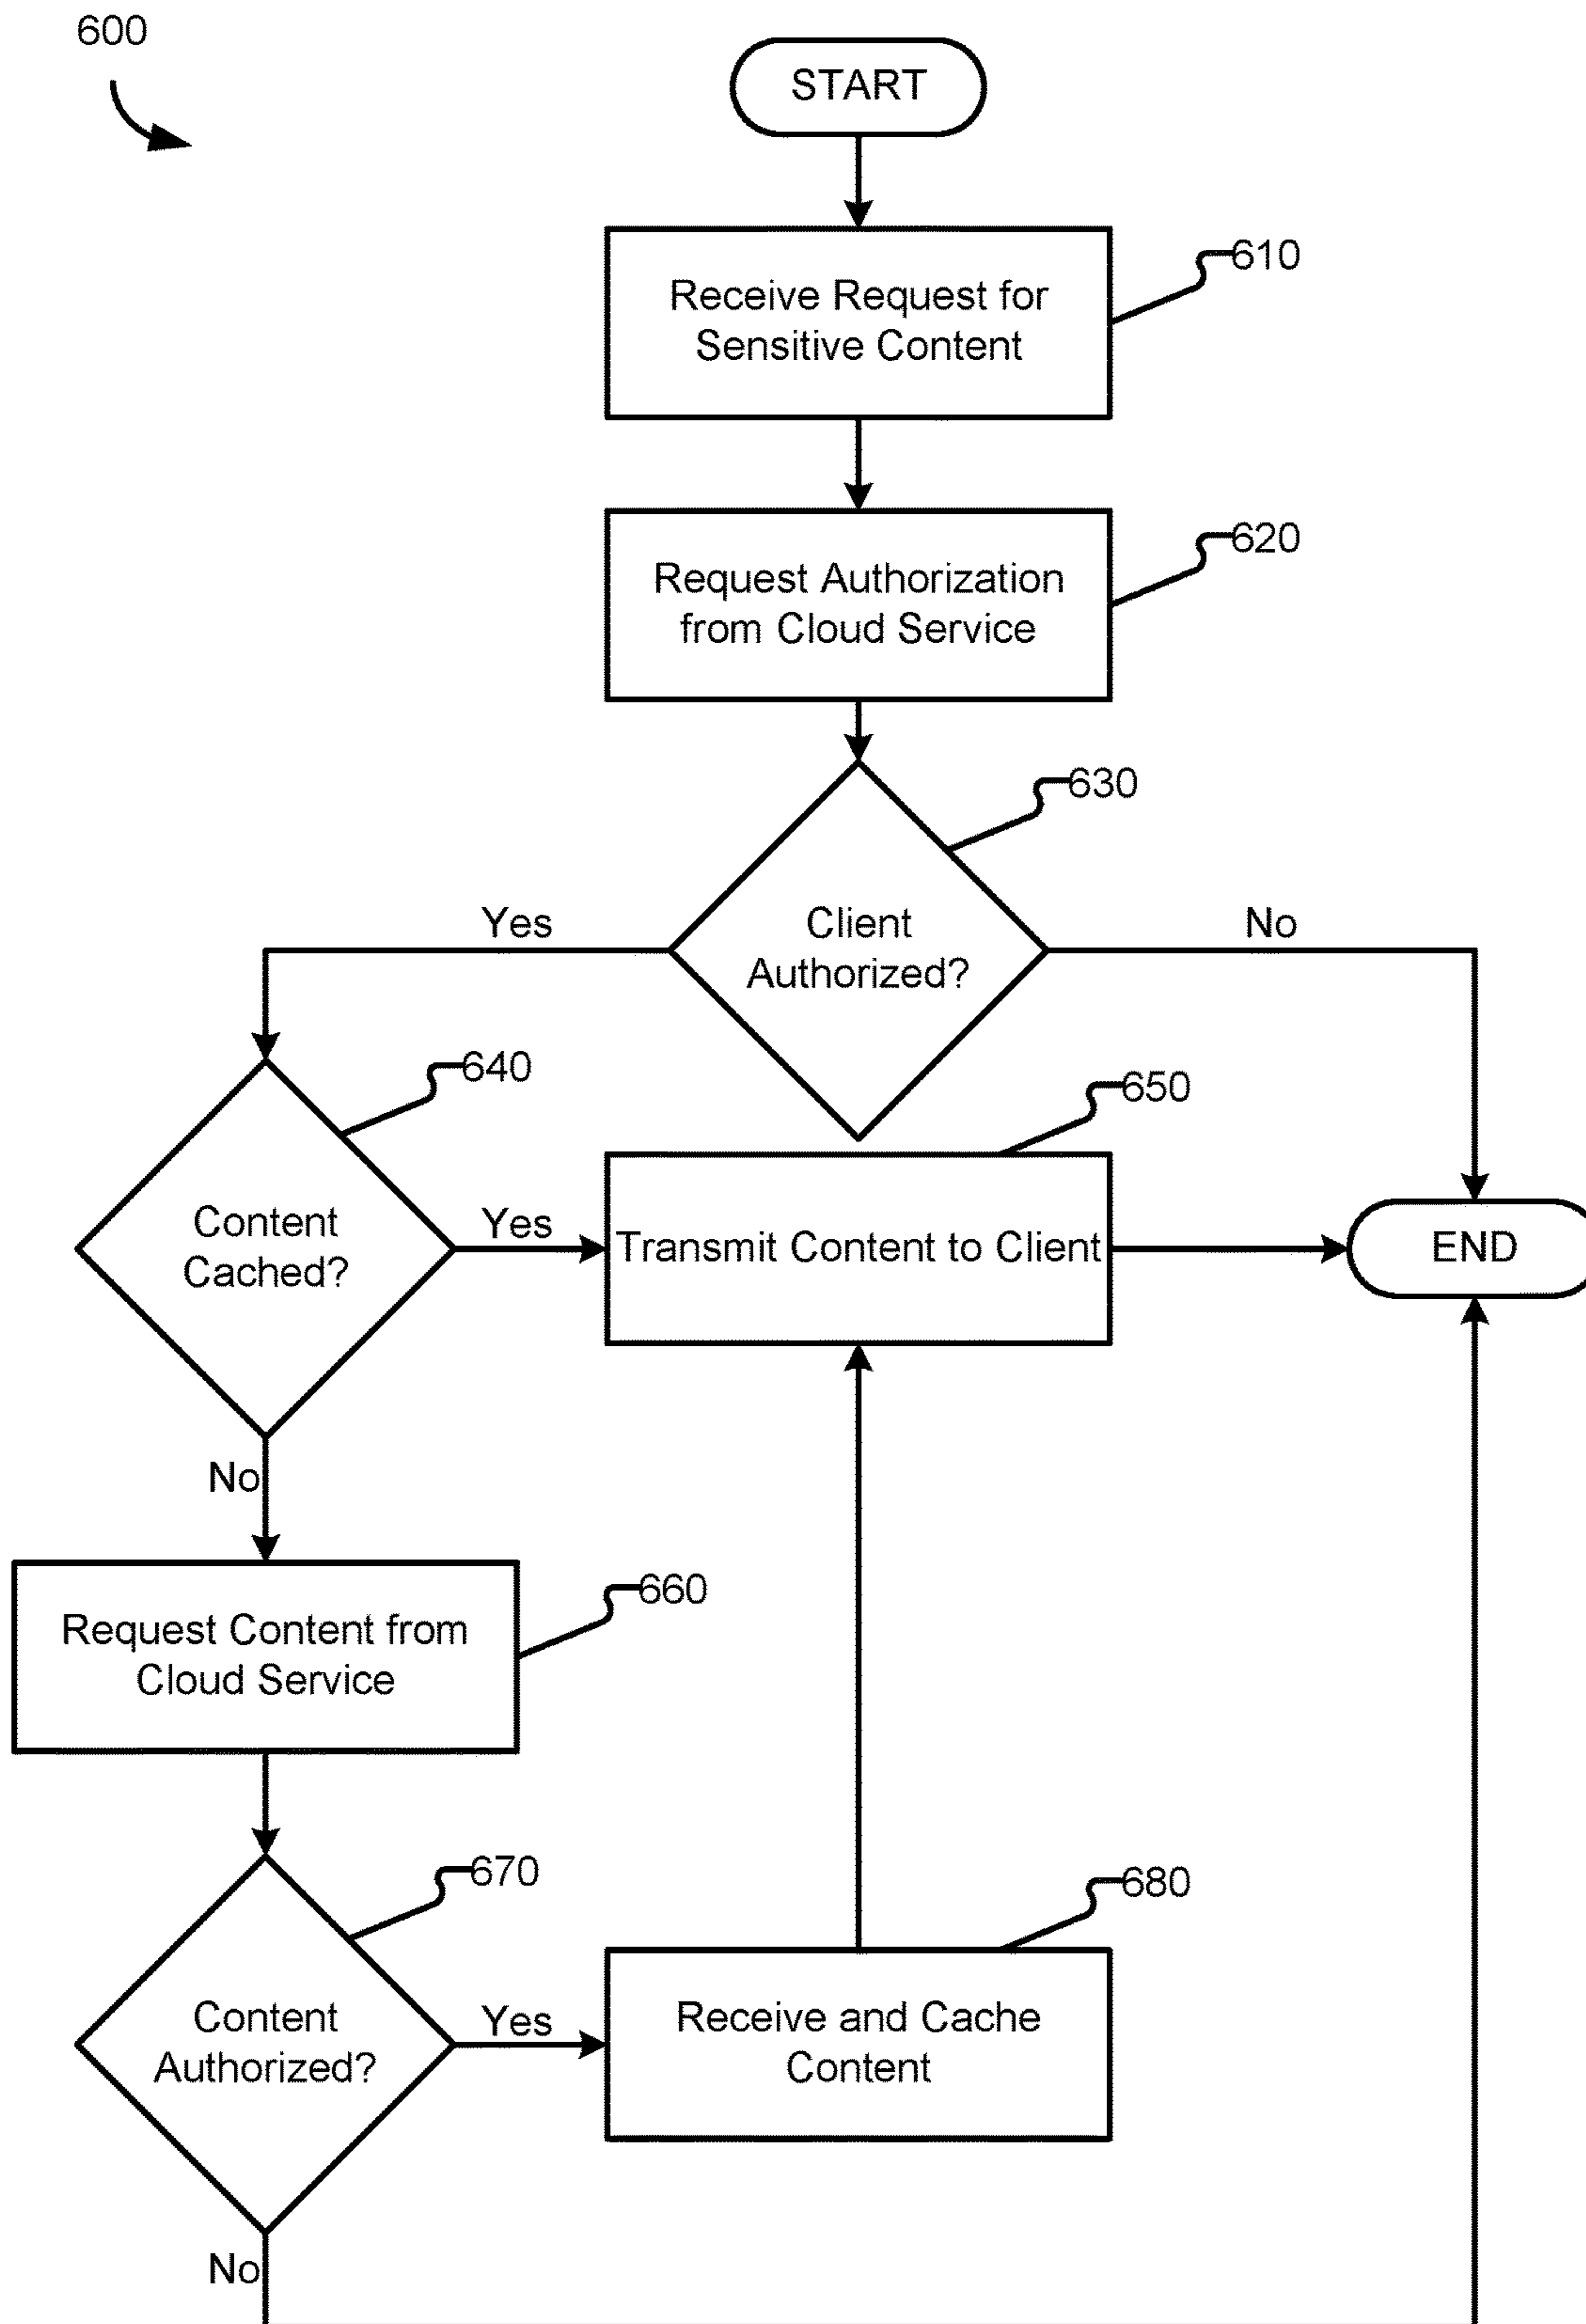 600
START
610
Receive Request for
Sensitive Content
620
Request Authorization
from Cloud Service
630
Yes
Client
Authorized?
No
640
650
Content
Cached?
Yes
Transmit Content to Client
END
No
660
Request Content from
Cloud Service
670
680
Content
Authorized?
Yes
Receive and Cache
Content
No